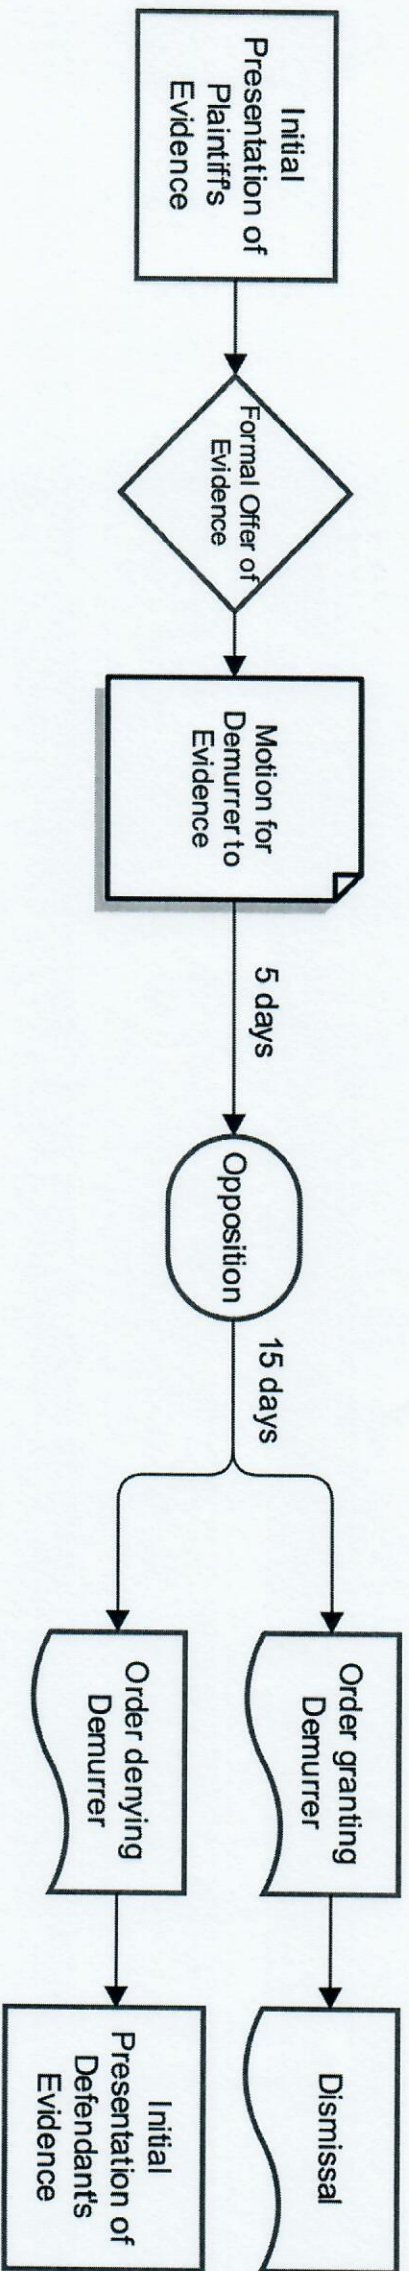 Initial
Presentation of
Plaintiff's
Evidence
Formal Offer of
Evidence
Motion for
Demurrer to
Evidence
5 days
Opposition
15 days
Order granting
Demurrer
Dismissal
Order denying
Demurrer
Initial
Presentation of
Defendant's
Evidence